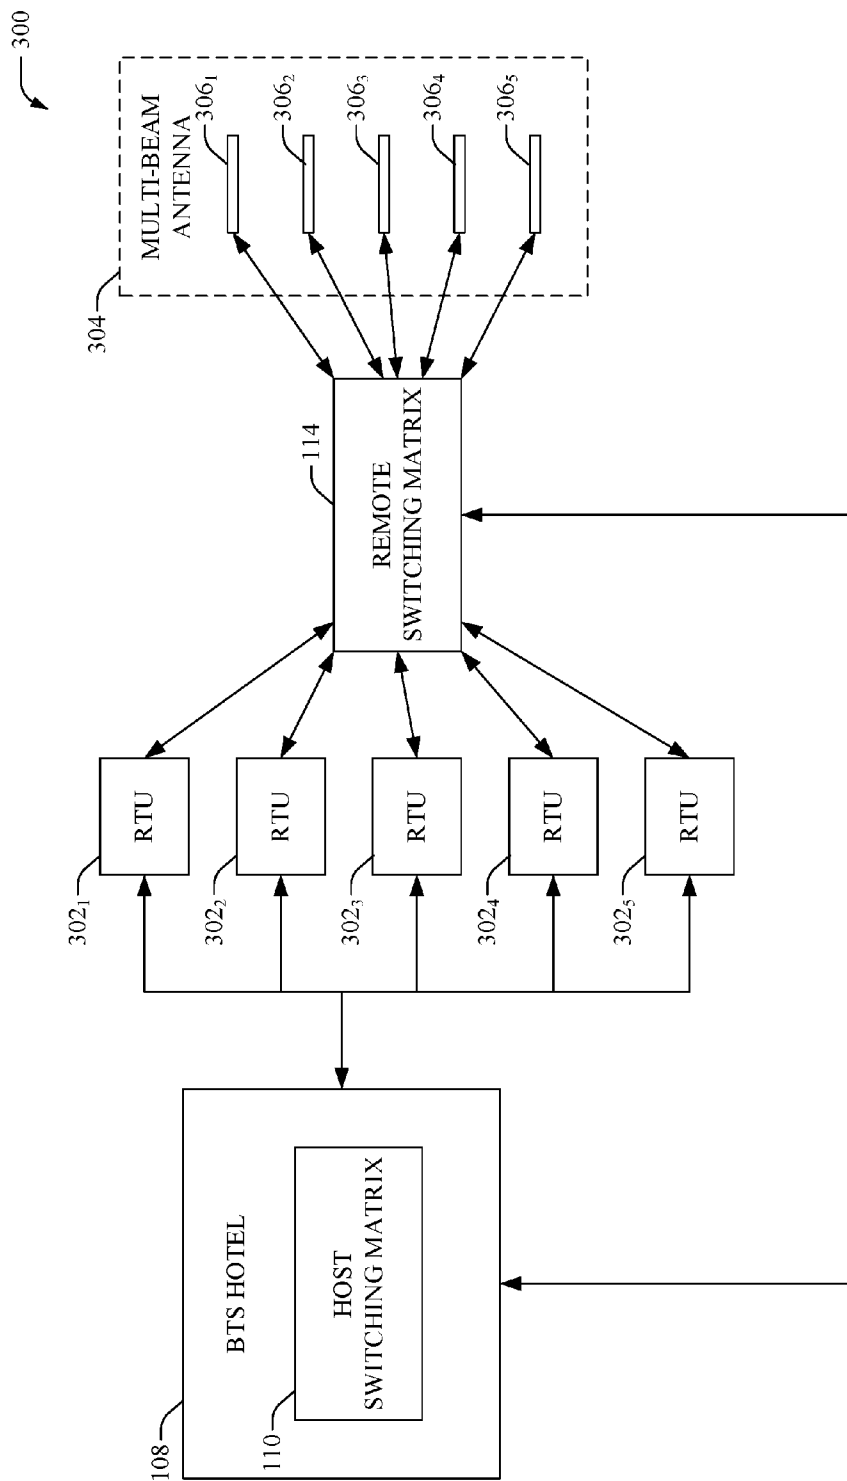 300
MULTI-BEAM
ANTENNA
304
306₁
306₂
306₃
306₄
306₅
114
REMOTE
SWITCHING MATRIX
RTU
RTU
RTU
RTU
RTU
302₁
302₂
302₃
302₄
302₅
108
BTS HOTEL
110
HOST
SWITCHING MATRIX